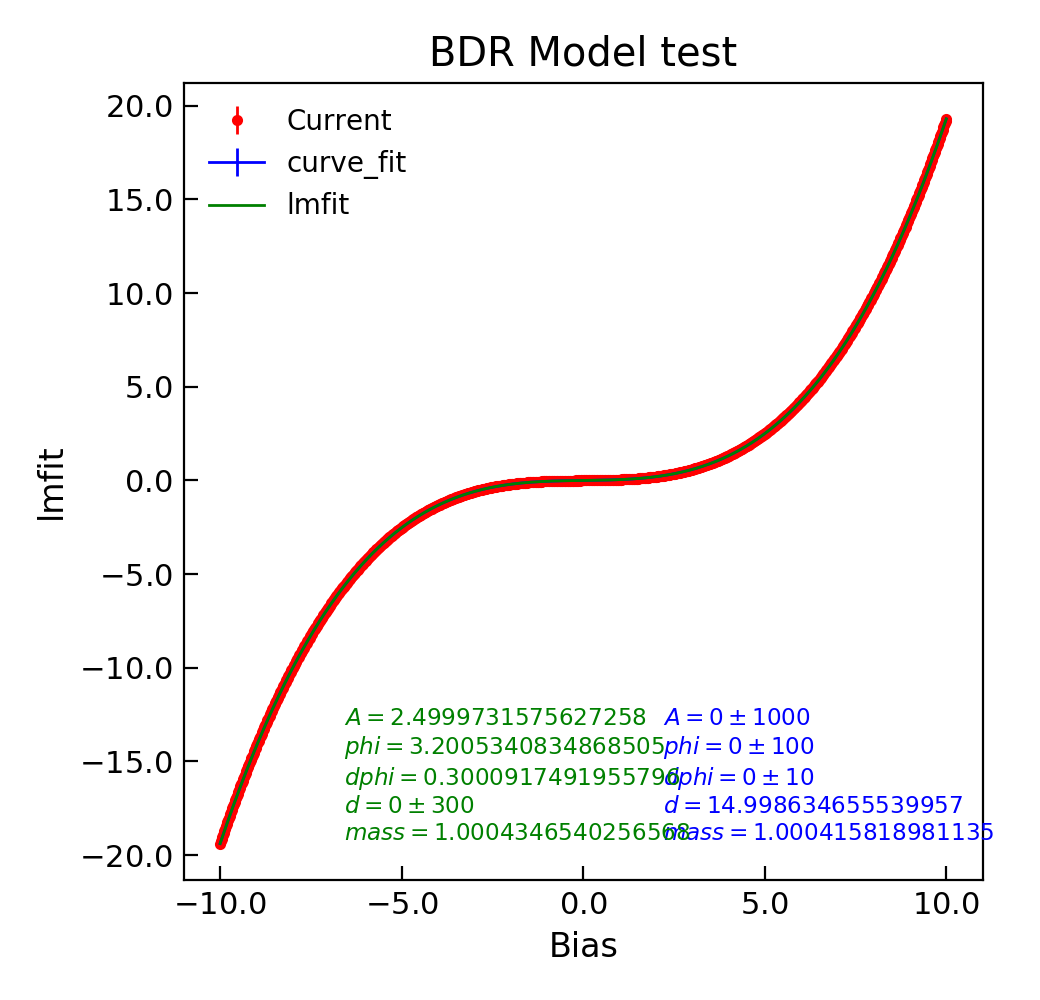 BDR Model test
20.0
15.0
10.0
5.0
0.0
−5.0
−10.0
−15.0
−20.0
lmfit
Current
curve_fit
lmfit
A = 2.4999731575627258
phi = 3.2005340834868505
dphi = 0.3000917491955796
d = 0 ± 300
mass = 1.0004346540256568
A = 0 ± 1000
phi = 0 ± 100
dphi = 0 ± 10
d = 14.998634655539957
mass = 1.000415818981135
−10.0 −5.0 0.0 5.0 10.0
Bias